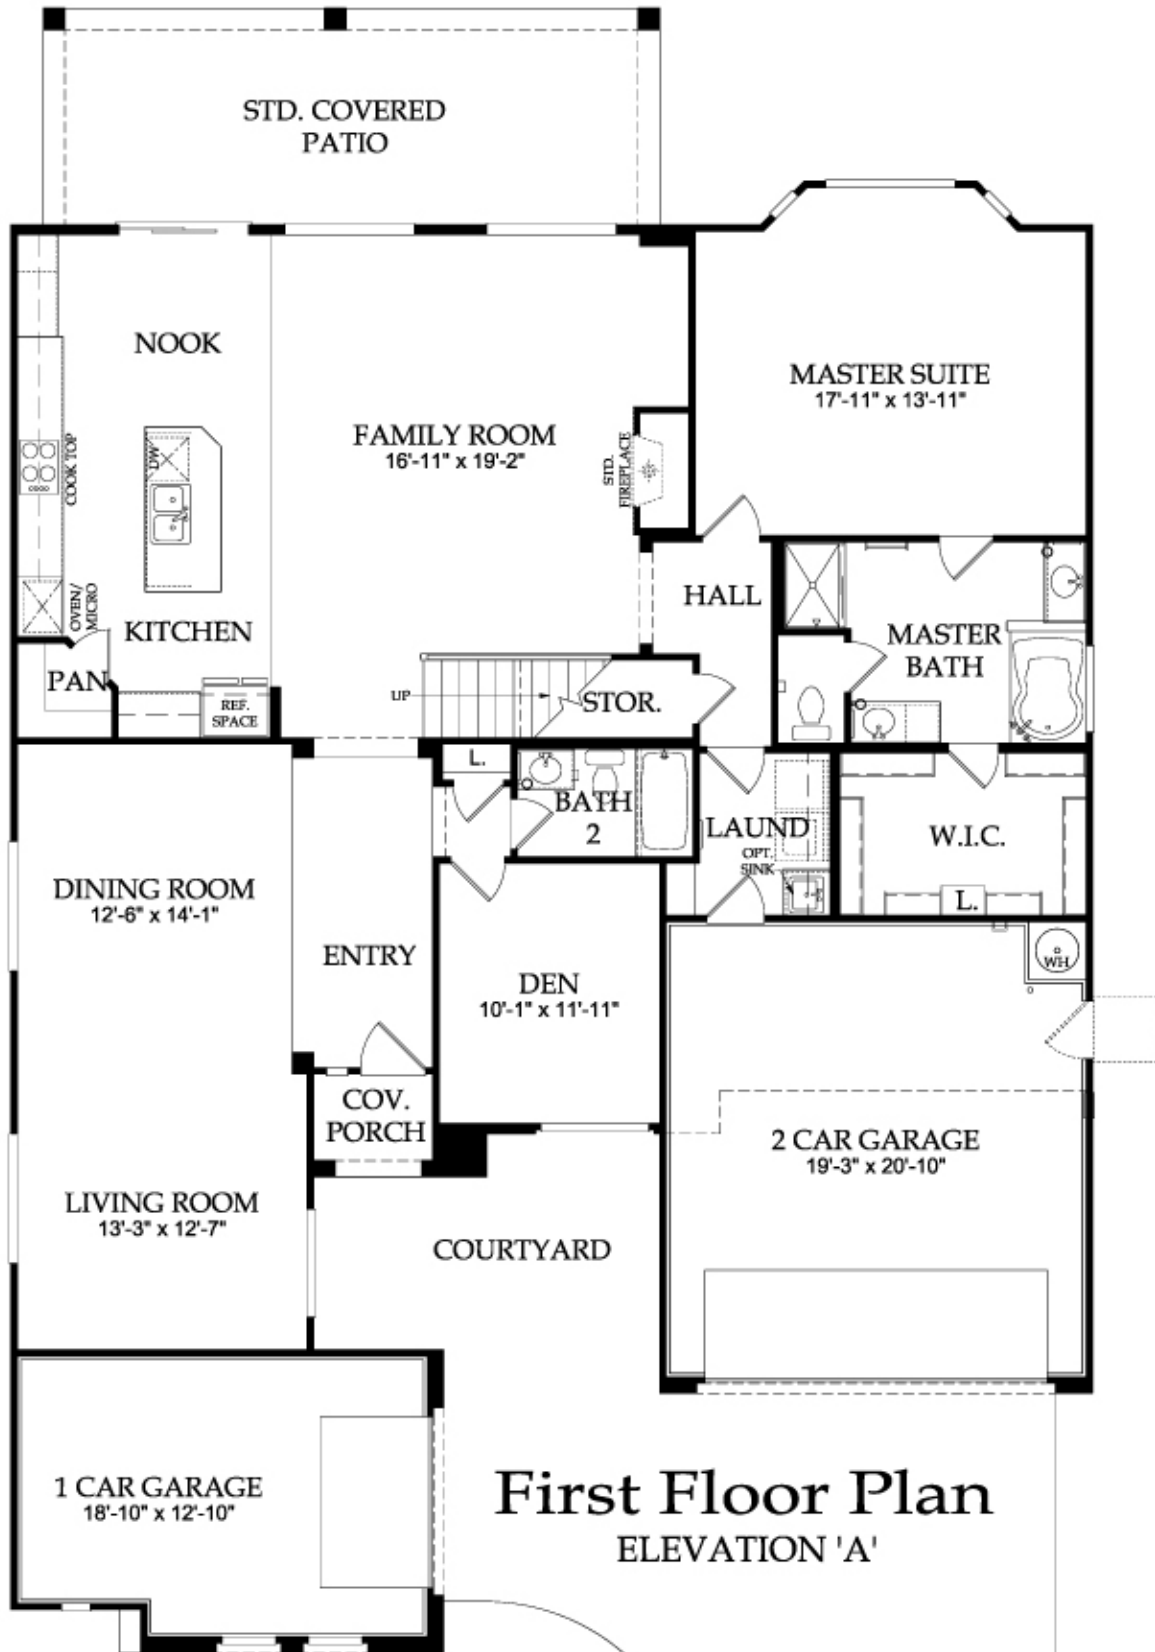 STD. COVERED
PATIO
NOOK
MASTER SUITE
17'-11" x 13'-11"
FAMILY ROOM
16'-11" x 19'-2"
STD.
FIREPLACE
DW
COOK TOP
OVEN/
MICRO
KITCHEN
HALL
MASTER
BATH
PAN
REF.
SPACE
UP
STOR.
L.
BATH
2
LAUND
OPT.
SINK
W.I.C.
L.
DINING ROOM
12'-6" x 14'-1"
ENTRY
DEN
10'-1" x 11'-11"
WH
COV.
PORCH
2 CAR GARAGE
19'-3" x 20'-10"
LIVING ROOM
13'-3" x 12'-7"
COURTYARD
1 CAR GARAGE
18'-10" x 12'-10"
First Floor Plan
ELEVATION 'A'